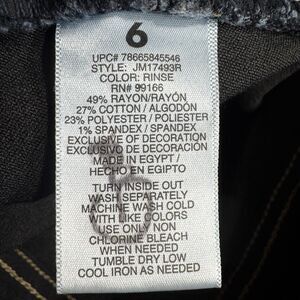 6
UPC# 78665845546
STYLE: JM17493R
COLOR: RINSE
RN# 99166
49% RAYON/RAYÓN
27% COTTON / ALGODÓN
23% POLYESTER / POLIESTER
1% SPANDEX / SPANDEX
EXCLUSIVE OF DECORATION
EXCLUSIVO DE DECORACIÓN
MADE IN EGYPT /
HECHO EN EGIPTO
TURN INSIDE OUT
WASH SEPARATELY
MACHINE WASH COLD
WITH LIKE COLORS
USE ONLY NON
CHLORINE BLEACH
WHEN NEEDED
TUMBLE DRY LOW
COOL IRON AS NEEDED